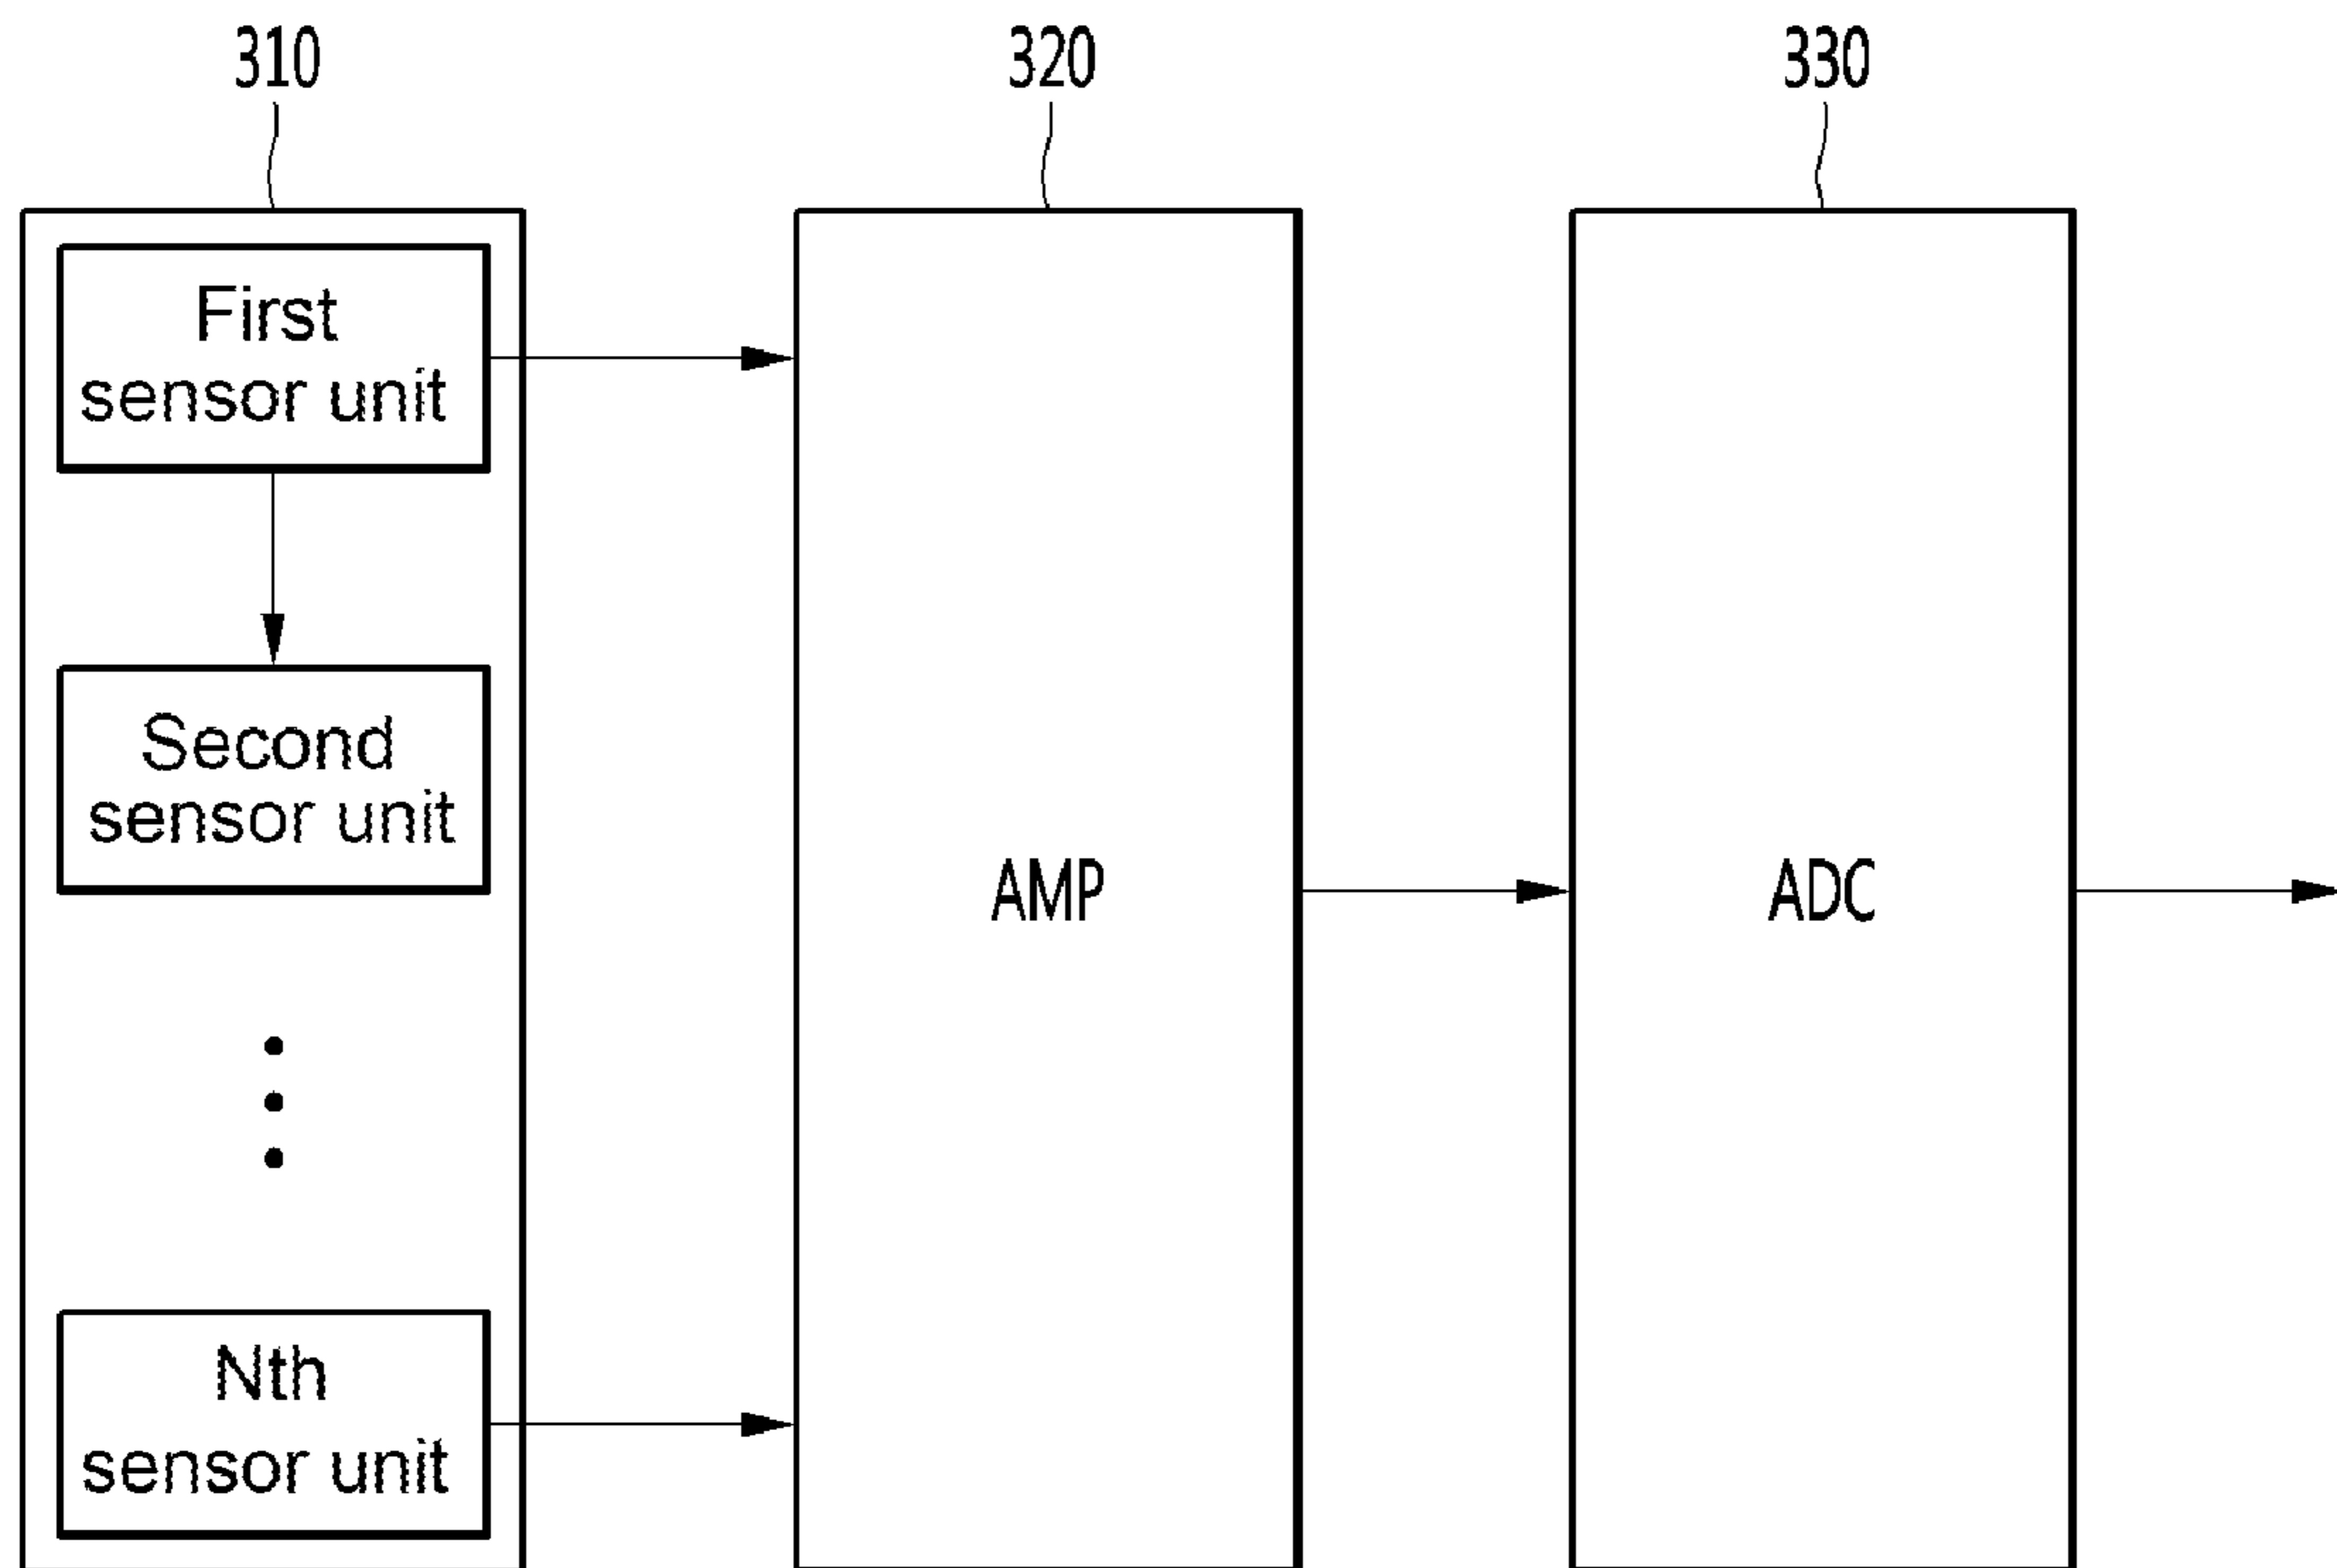 310
320
330
First
sensor unit
Second
sensor unit
AMP
ADC
Nth
sensor unit